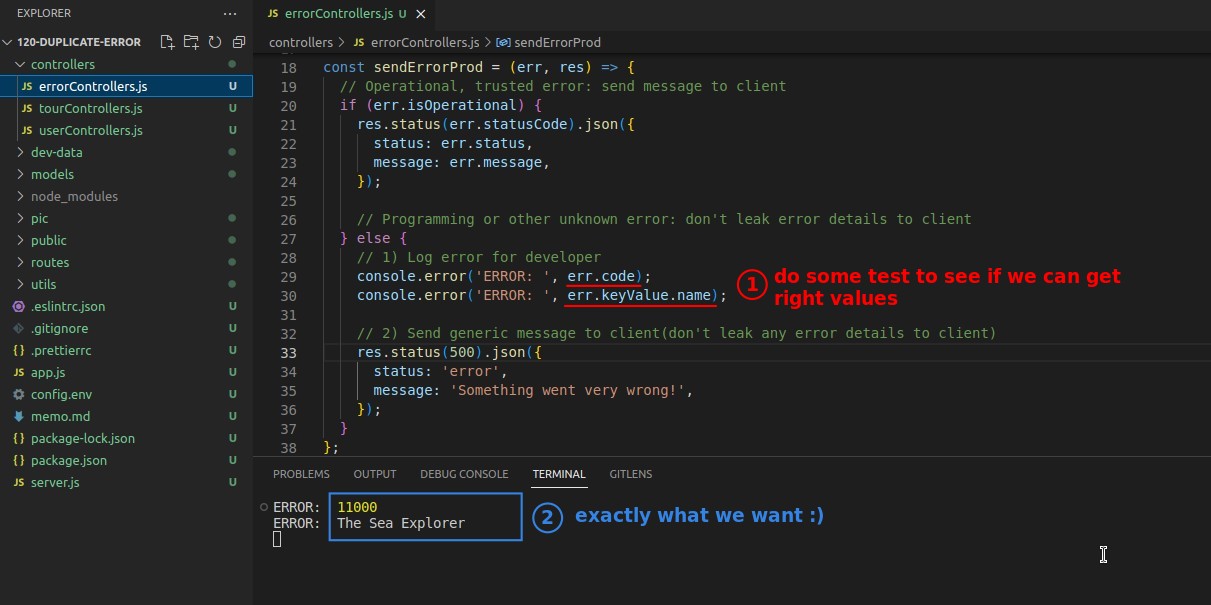 EXPLORER
errorControllers.js U
120-DUPLICATE-ERROR
controllers
errorControllers.js U
tourControllers.js U
userControllers.js U
dev-data
models
node_modules
pic
public
routes
utils
.eslintrc.json U
.gitignore U
.prettierrc U
app.js U
config.env U
memo.md U
package-lock.json U
package.json U
server.js U
controllers > JS errorControllers.js > sendErrorProd
18 const sendErrorProd = (err, res) => {
19 // Operational, trusted error: send message to client
20 if (err.isOperational) {
21 res.status(err.statusCode).json({
22 status: err.status,
23 message: err.message,
24 });
25
26 // Programming or other unknown error: don't leak error details to client
27 } else {
28 // 1) Log error for developer
29 console.error('ERROR: ', err.code);
30 console.error('ERROR: ', err.keyValue.name);
31
32 // 2) Send generic message to client(don't leak any error details to client)
33 res.status(500).json({
34 status: 'error',
35 message: 'Something went very wrong!',
36 });
37 }
38 };
1 do some test to see if we can get
right values
PROBLEMS OUTPUT DEBUG CONSOLE TERMINAL GITLENS
ERROR: 11000
ERROR: The Sea Explorer
2 exactly what we want :)